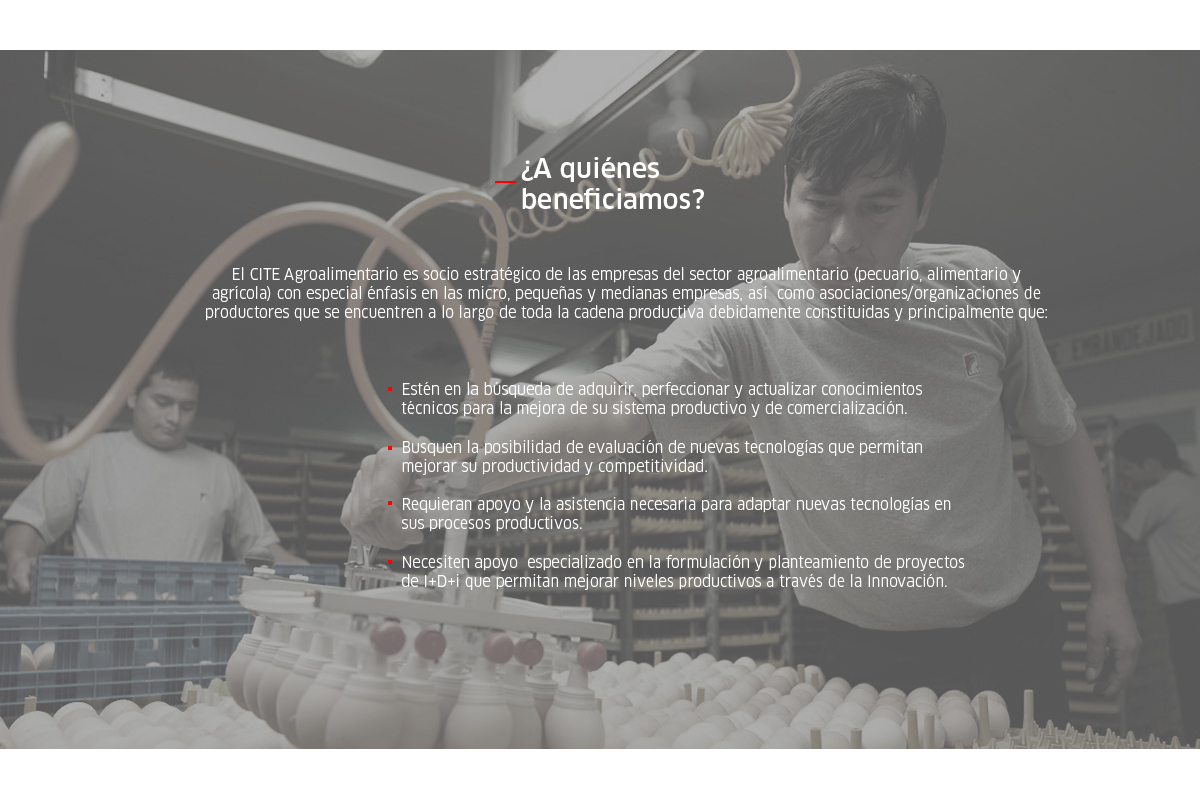 ¿A quiénes
beneficiamos?
El CITE Agroalimentario es socio estratégico de las empresas del sector agroalimentario (pecuario, alimentario y
agrícola) con especial énfasis en las micro, pequeñas y medianas empresas, así  como asociaciones/organizaciones de
productores que se encuentren a lo largo de toda la cadena productiva debidamente constituidas y principalmente que:
Estén en la búsqueda de adquirir, perfeccionar y actualizar conocimientos
técnicos para la mejora de su sistema productivo y de comercialización.
Busquen la posibilidad de evaluación de nuevas tecnologías que permitan
mejorar su productividad y competitividad.
Requieran apoyo y la asistencia necesaria para adaptar nuevas tecnologías en
sus procesos productivos.
Necesiten apoyo  especializado en la formulación y planteamiento de proyectos
de I+D+i que permitan mejorar niveles productivos a través de la Innovación.